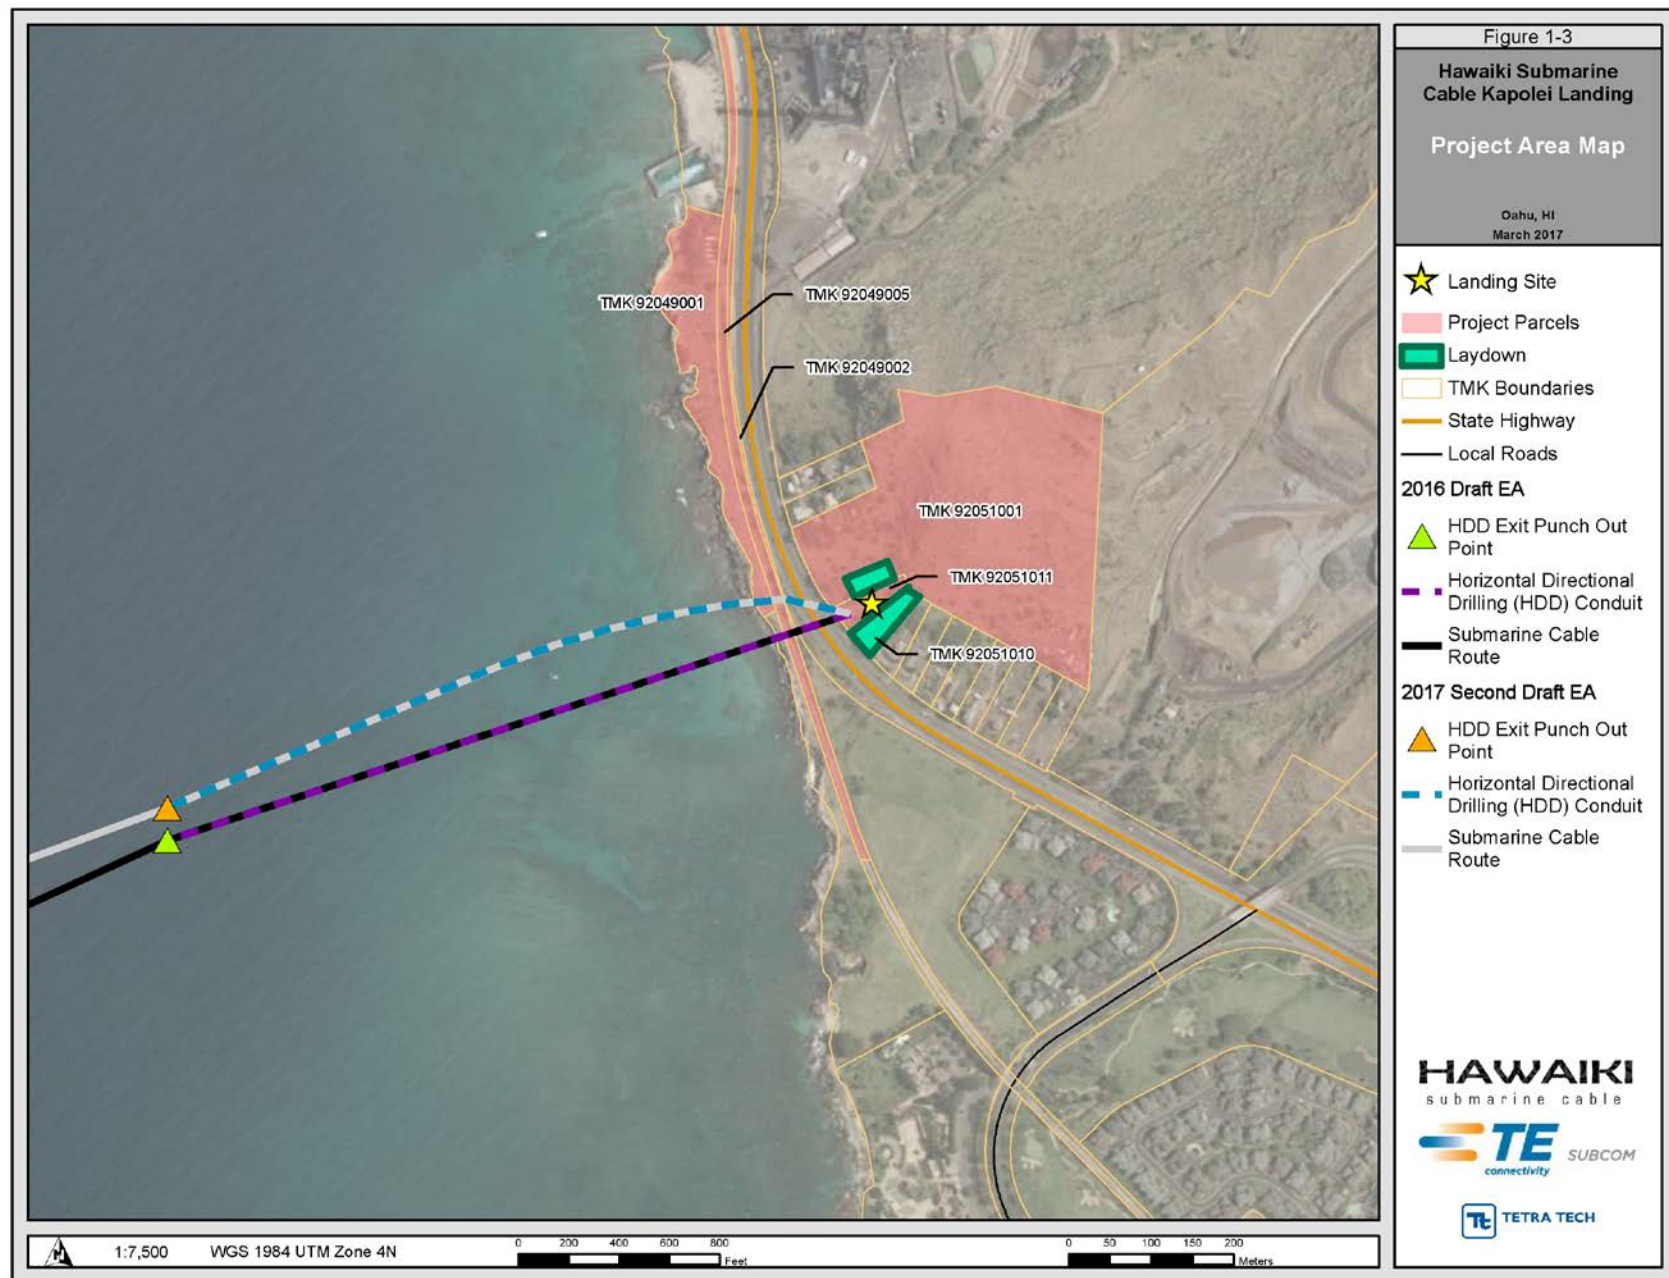 Figure 1-3
Hawaiki Submarine
Cable Kapolei Landing
Project Area Map
Oahu, HI
March 2017
Landing Site
Project Parcels
Laydown
TMK Boundaries
State Highway
Local Roads
2016 Draft EA
HDD Exit Punch Out
Point
Horizontal Directional
Drilling (HDD) Conduit
Submarine Cable
Route
2017 Second Draft EA
HDD Exit Punch Out
Point
Horizontal Directional
Drilling (HDD) Conduit
Submarine Cable
Route
HAWAIKI
submarine cable
TE
connectivity
SUBCOM
Tt
TETRA TECH
TMK 92049001
TMK 92049005
TMK 92049002
TMK 92051001
TMK 92051011
TMK 92051010
N
1:7,500
WGS 1984 UTM Zone 4N
0 200 400 600 800
Feet
0 50 100 150 200
Meters